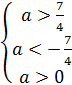 { a > 7/4
a < -7/4
a > 0